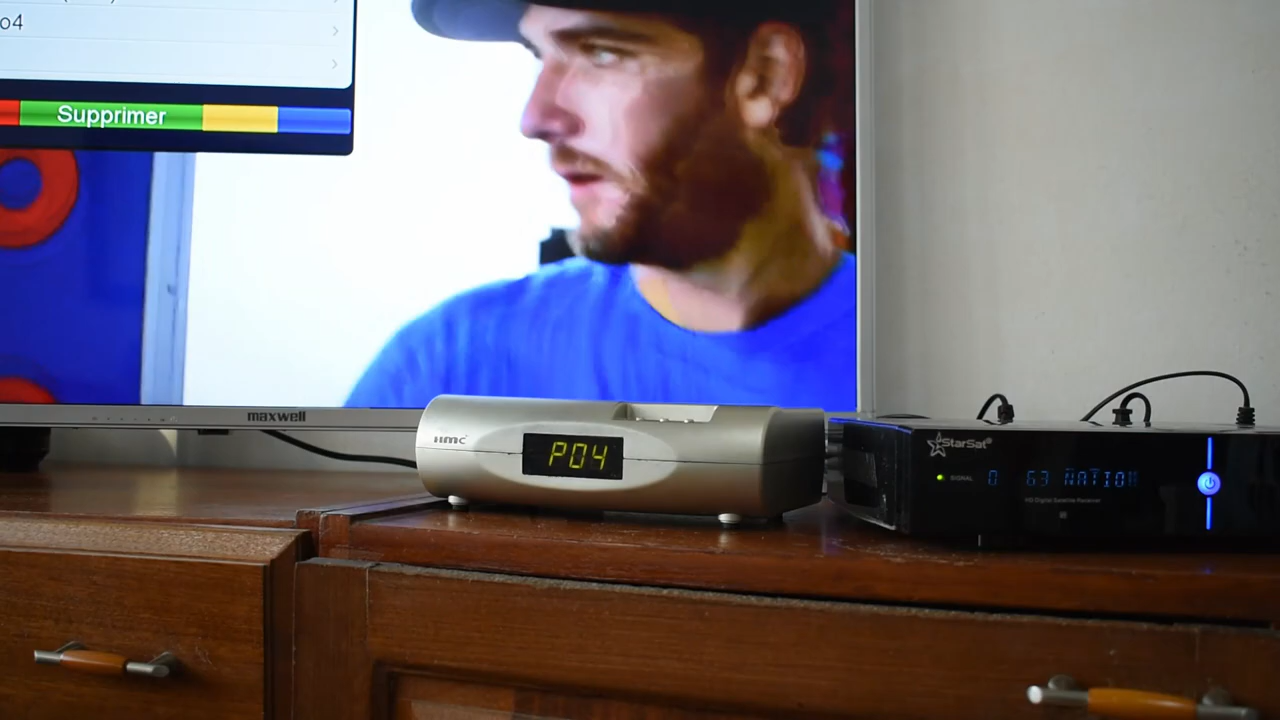 o4
Supprimer
maxwell
HMC
P04
StarSat
SIGNAL
0 63 NATION
HD Digital Satellite Receiver